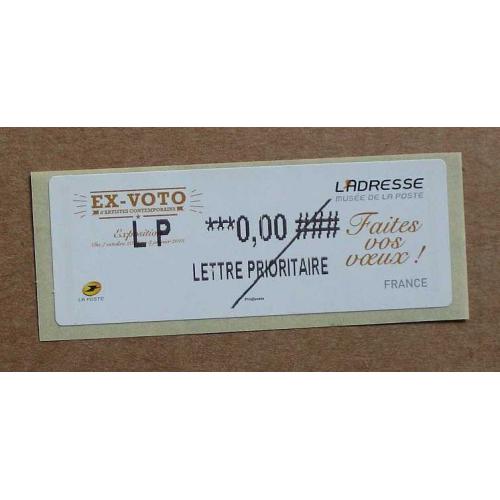 EX-VOTO
D'ARTISTES CONTEMPORAINS
Exposition
LP ***0,00 ###
LETTRE PRIORITAIRE
L'ADRESSE
MUSÉE DE LA POSTE
Faites
vos
vœux !
FRANCE
LA POSTE